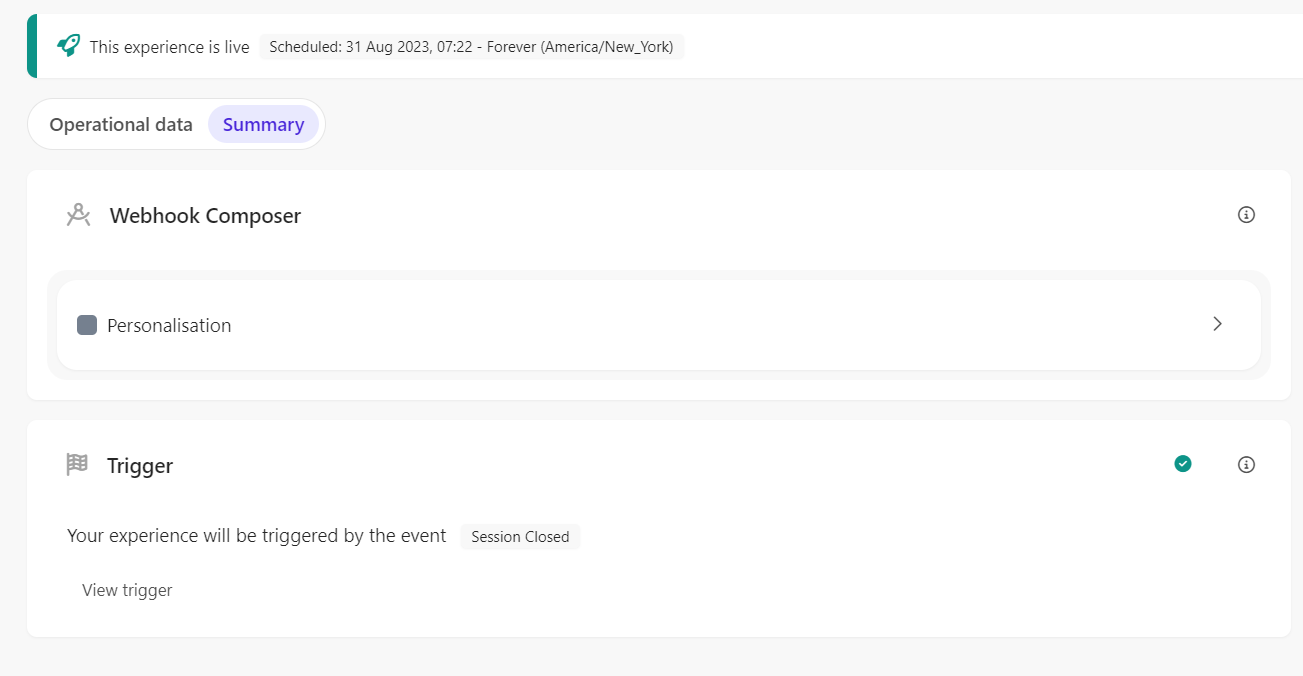 This experience is live Scheduled: 31 Aug 2023, 07:22 - Forever (America/New_York)
Operational data Summary
Webhook Composer
Personalisation
Trigger
Your experience will be triggered by the event Session Closed
View trigger